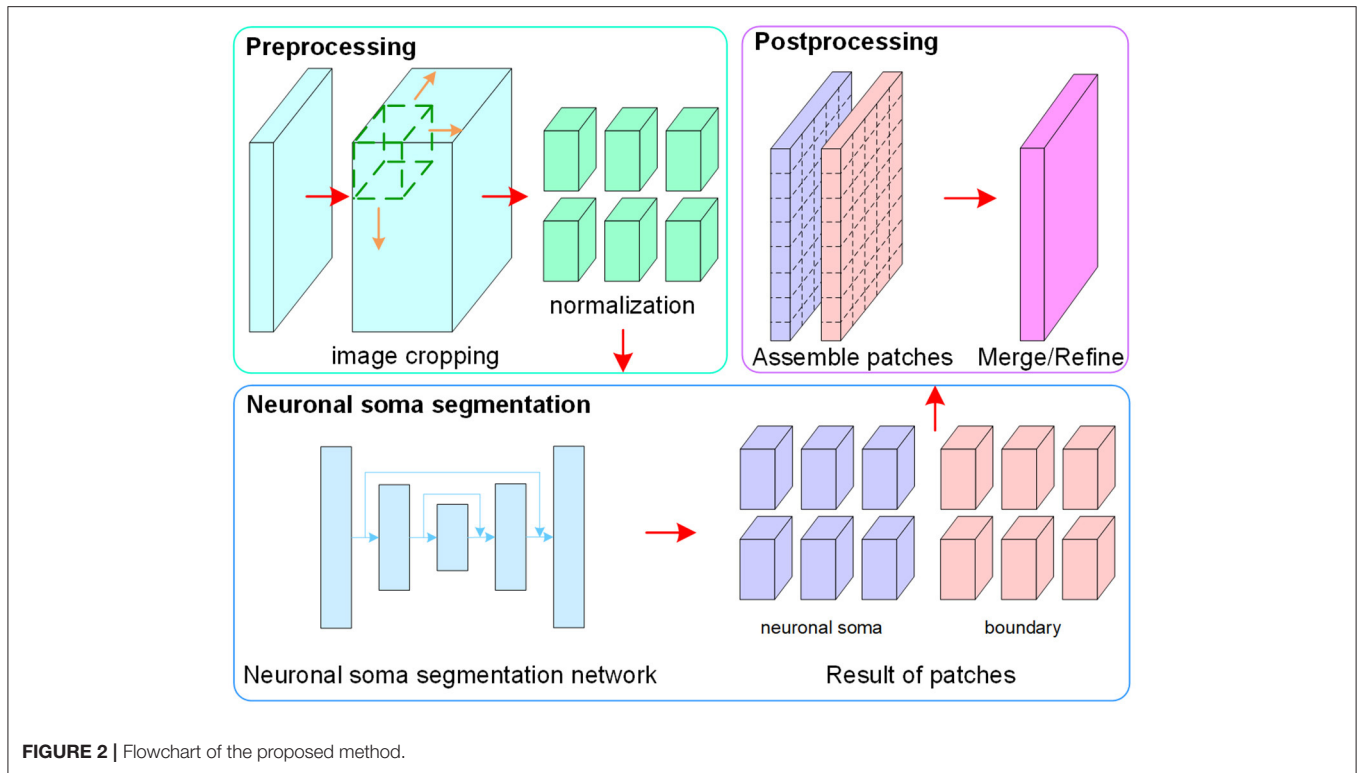 Preprocessing
image cropping
normalization
Postprocessing
Assemble patches
Merge/Refine
Neuronal soma segmentation
Neuronal soma segmentation network
neuronal soma
boundary
Result of patches
FIGURE 2 | Flowchart of the proposed method.